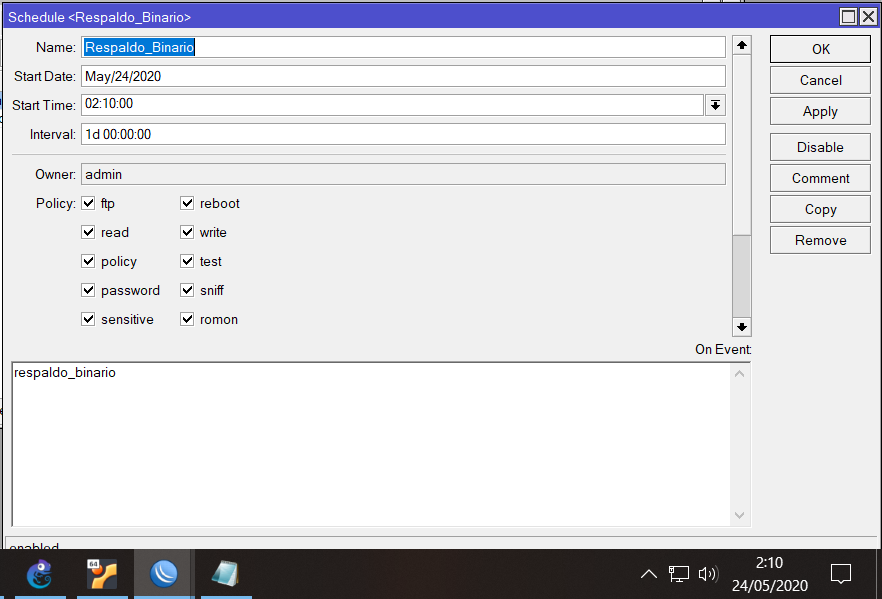 Schedule <Respaldo_Binario>
Name: Respaldo_Binario
Start Date: May/24/2020
Start Time: 02:10:00
Interval: 1d 00:00:00
Owner: admin
Policy: ftp reboot
read write
policy test
password sniff
sensitive romon
OK
Cancel
Apply
Disable
Comment
Copy
Remove
On Event:
respaldo_binario
enabled
64
2:10
24/05/2020